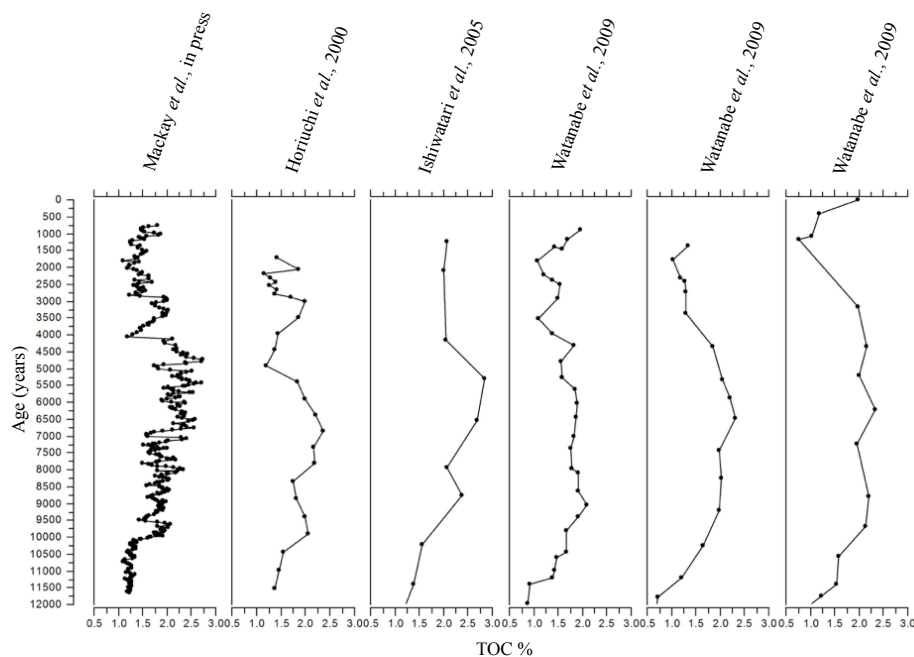 Mackay et al., in press
Horiuchi et al., 2000
Ishiwatari et al., 2005
Watanabe et al., 2009
Watanabe et al., 2009
Watanabe et al., 2009
Age (years)
0
500
1000
1500
2000
2500
3000
3500
4000
4500
5000
5500
6000
6500
7000
7500
8000
8500
9000
9500
10000
10500
11000
11500
12000
0.5 1.0 1.5 2.0 2.5 3.0
0.5 1.0 1.5 2.0 2.5 3.0
0.5 1.0 1.5 2.0 2.5 3.0
0.5 1.0 1.5 2.0 2.5 3.0
0.5 1.0 1.5 2.0 2.5 3.0
0.5 1.0 1.5 2.0 2.5 3.0
TOC %